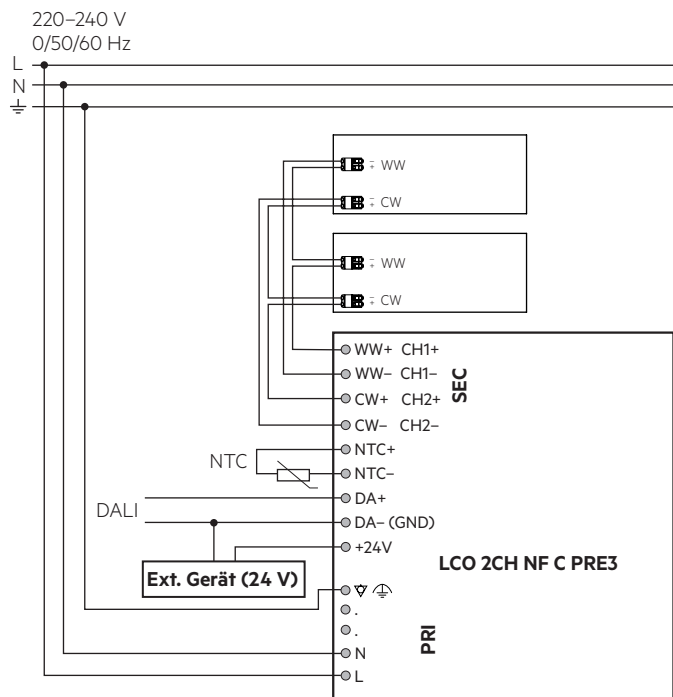 220–240 V
0/50/60 Hz
L
N
– WW
+
– CW
+
– WW
+
– CW
+
WW+ CH1+
WW– CH1–
CW+ CH2+
CW– CH2–
SEC
NTC
NTC+
NTC–
DALI
DA+
DA– (GND)
+24V
Ext. Gerät (24 V)
LCO 2CH NF C PRE3
.
.
PRI
N
L